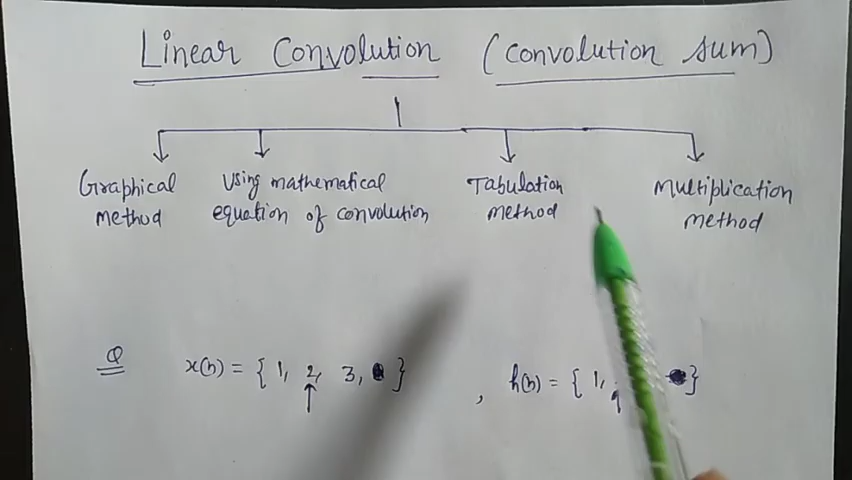 Linear Convolution (Convolution sum)
Graphical method
Using mathematical equation of convolution
Tabulation method
Multiplication method
Q x(n) = { 1, 2, 3, } , h(n) = { 1, }
↑ ↑